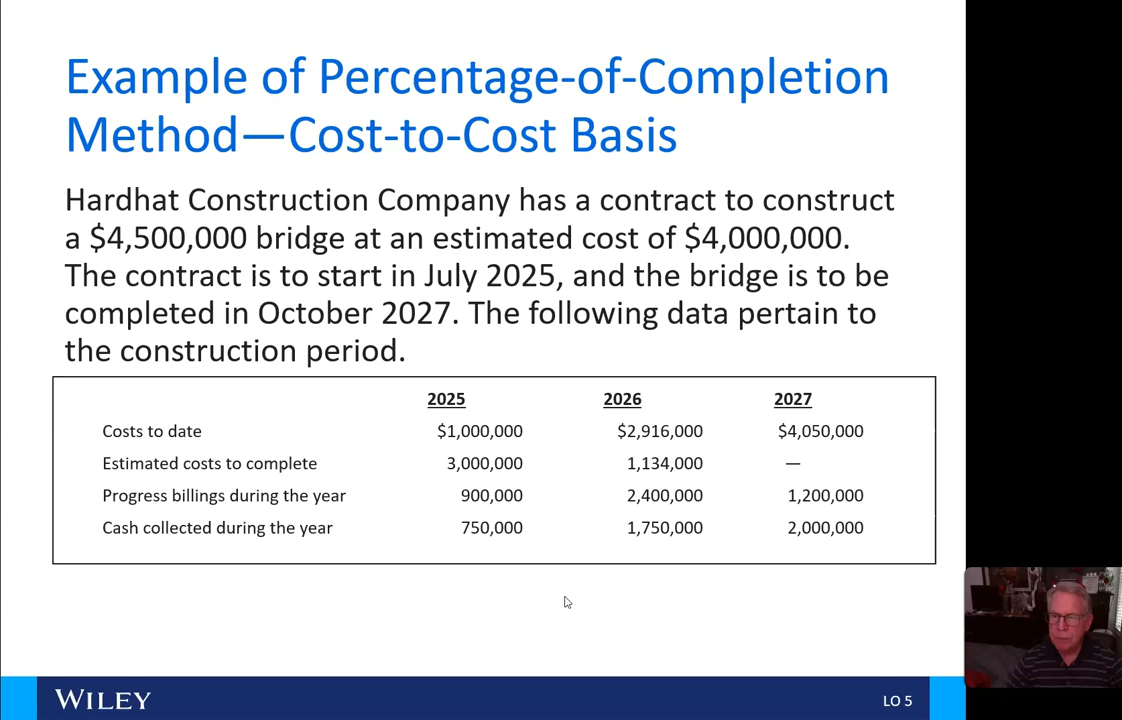 Example of Percentage-of-Completion
Method—Cost-to-Cost Basis
Hardhat Construction Company has a contract to construct
a $4,500,000 bridge at an estimated cost of $4,000,000.
The contract is to start in July 2025, and the bridge is to be
completed in October 2027. The following data pertain to
the construction period.
2025 2026 2027
Costs to date $1,000,000 $2,916,000 $4,050,000
Estimated costs to complete 3,000,000 1,134,000 —
Progress billings during the year 900,000 2,400,000 1,200,000
Cash collected during the year 750,000 1,750,000 2,000,000
WILEY LO 5